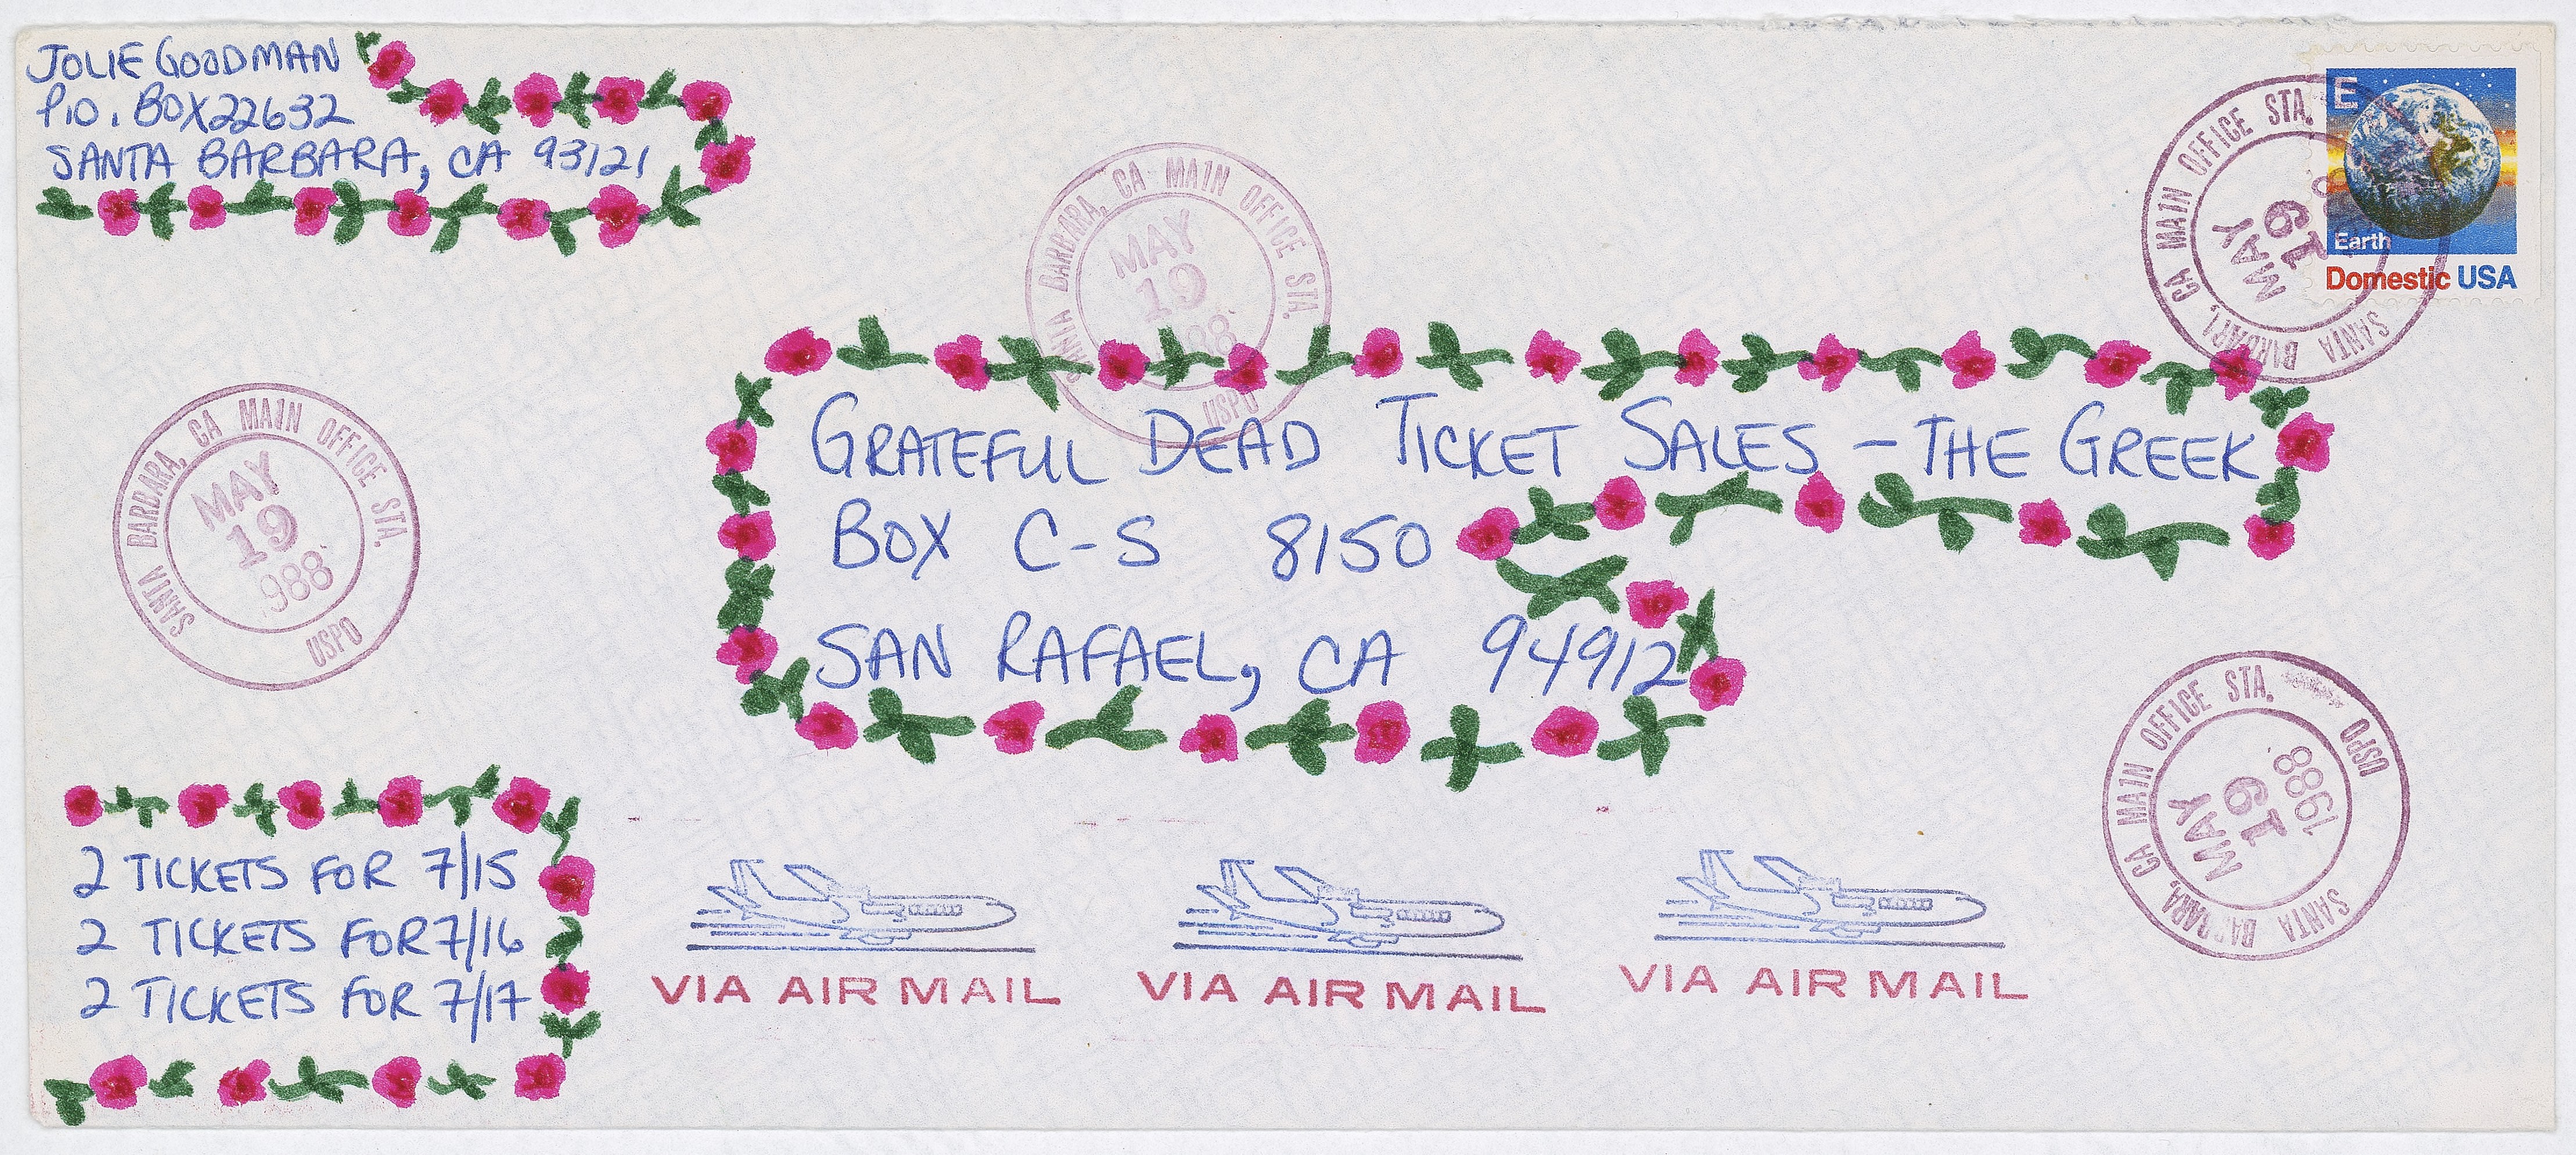 JOLIE GOODMAN
P.O. BOX 22632
SANTA BARBARA, CA 93121
E
Earth
Domestic USA
SANTA BARBARA, CA MAIN OFFICE STA.
MAY
19
1988
USPO
SANTA BARBARA, CA MAIN OFFICE STA.
MAY
19
SANTA BARBARA, CA MAIN OFFICE STA.
MAY
19
988
USPO
GRATEFUL DEAD TICKET SALES - THE GREEK
BOX C-S 8150
SAN RAFAEL, CA 94912
SANTA BARBARA, CA MAIN OFFICE STA.
MAY
19
1988
USPO
2 TICKETS FOR 7/15
2 TICKETS FOR 7/16
2 TICKETS FOR 7/17
VIA AIR MAIL
VIA AIR MAIL
VIA AIR MAIL